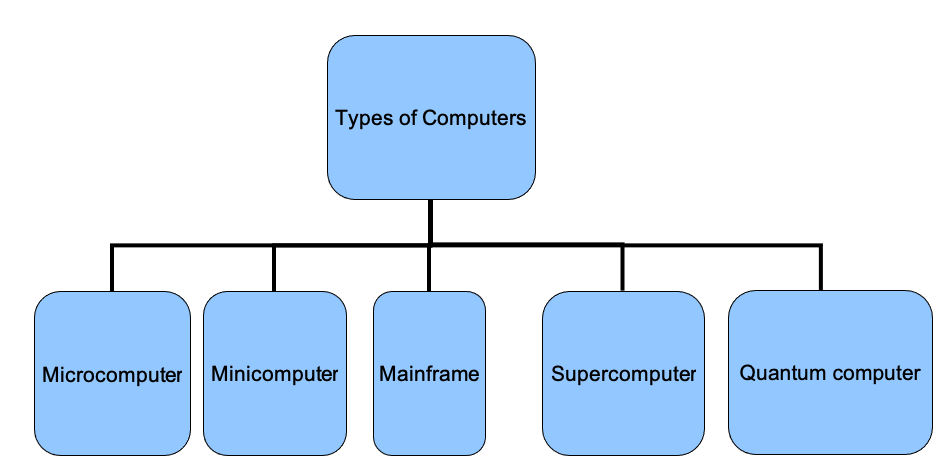 Types of Computers
Microcomputer
Minicomputer
Mainframe
Supercomputer
Quantum computer